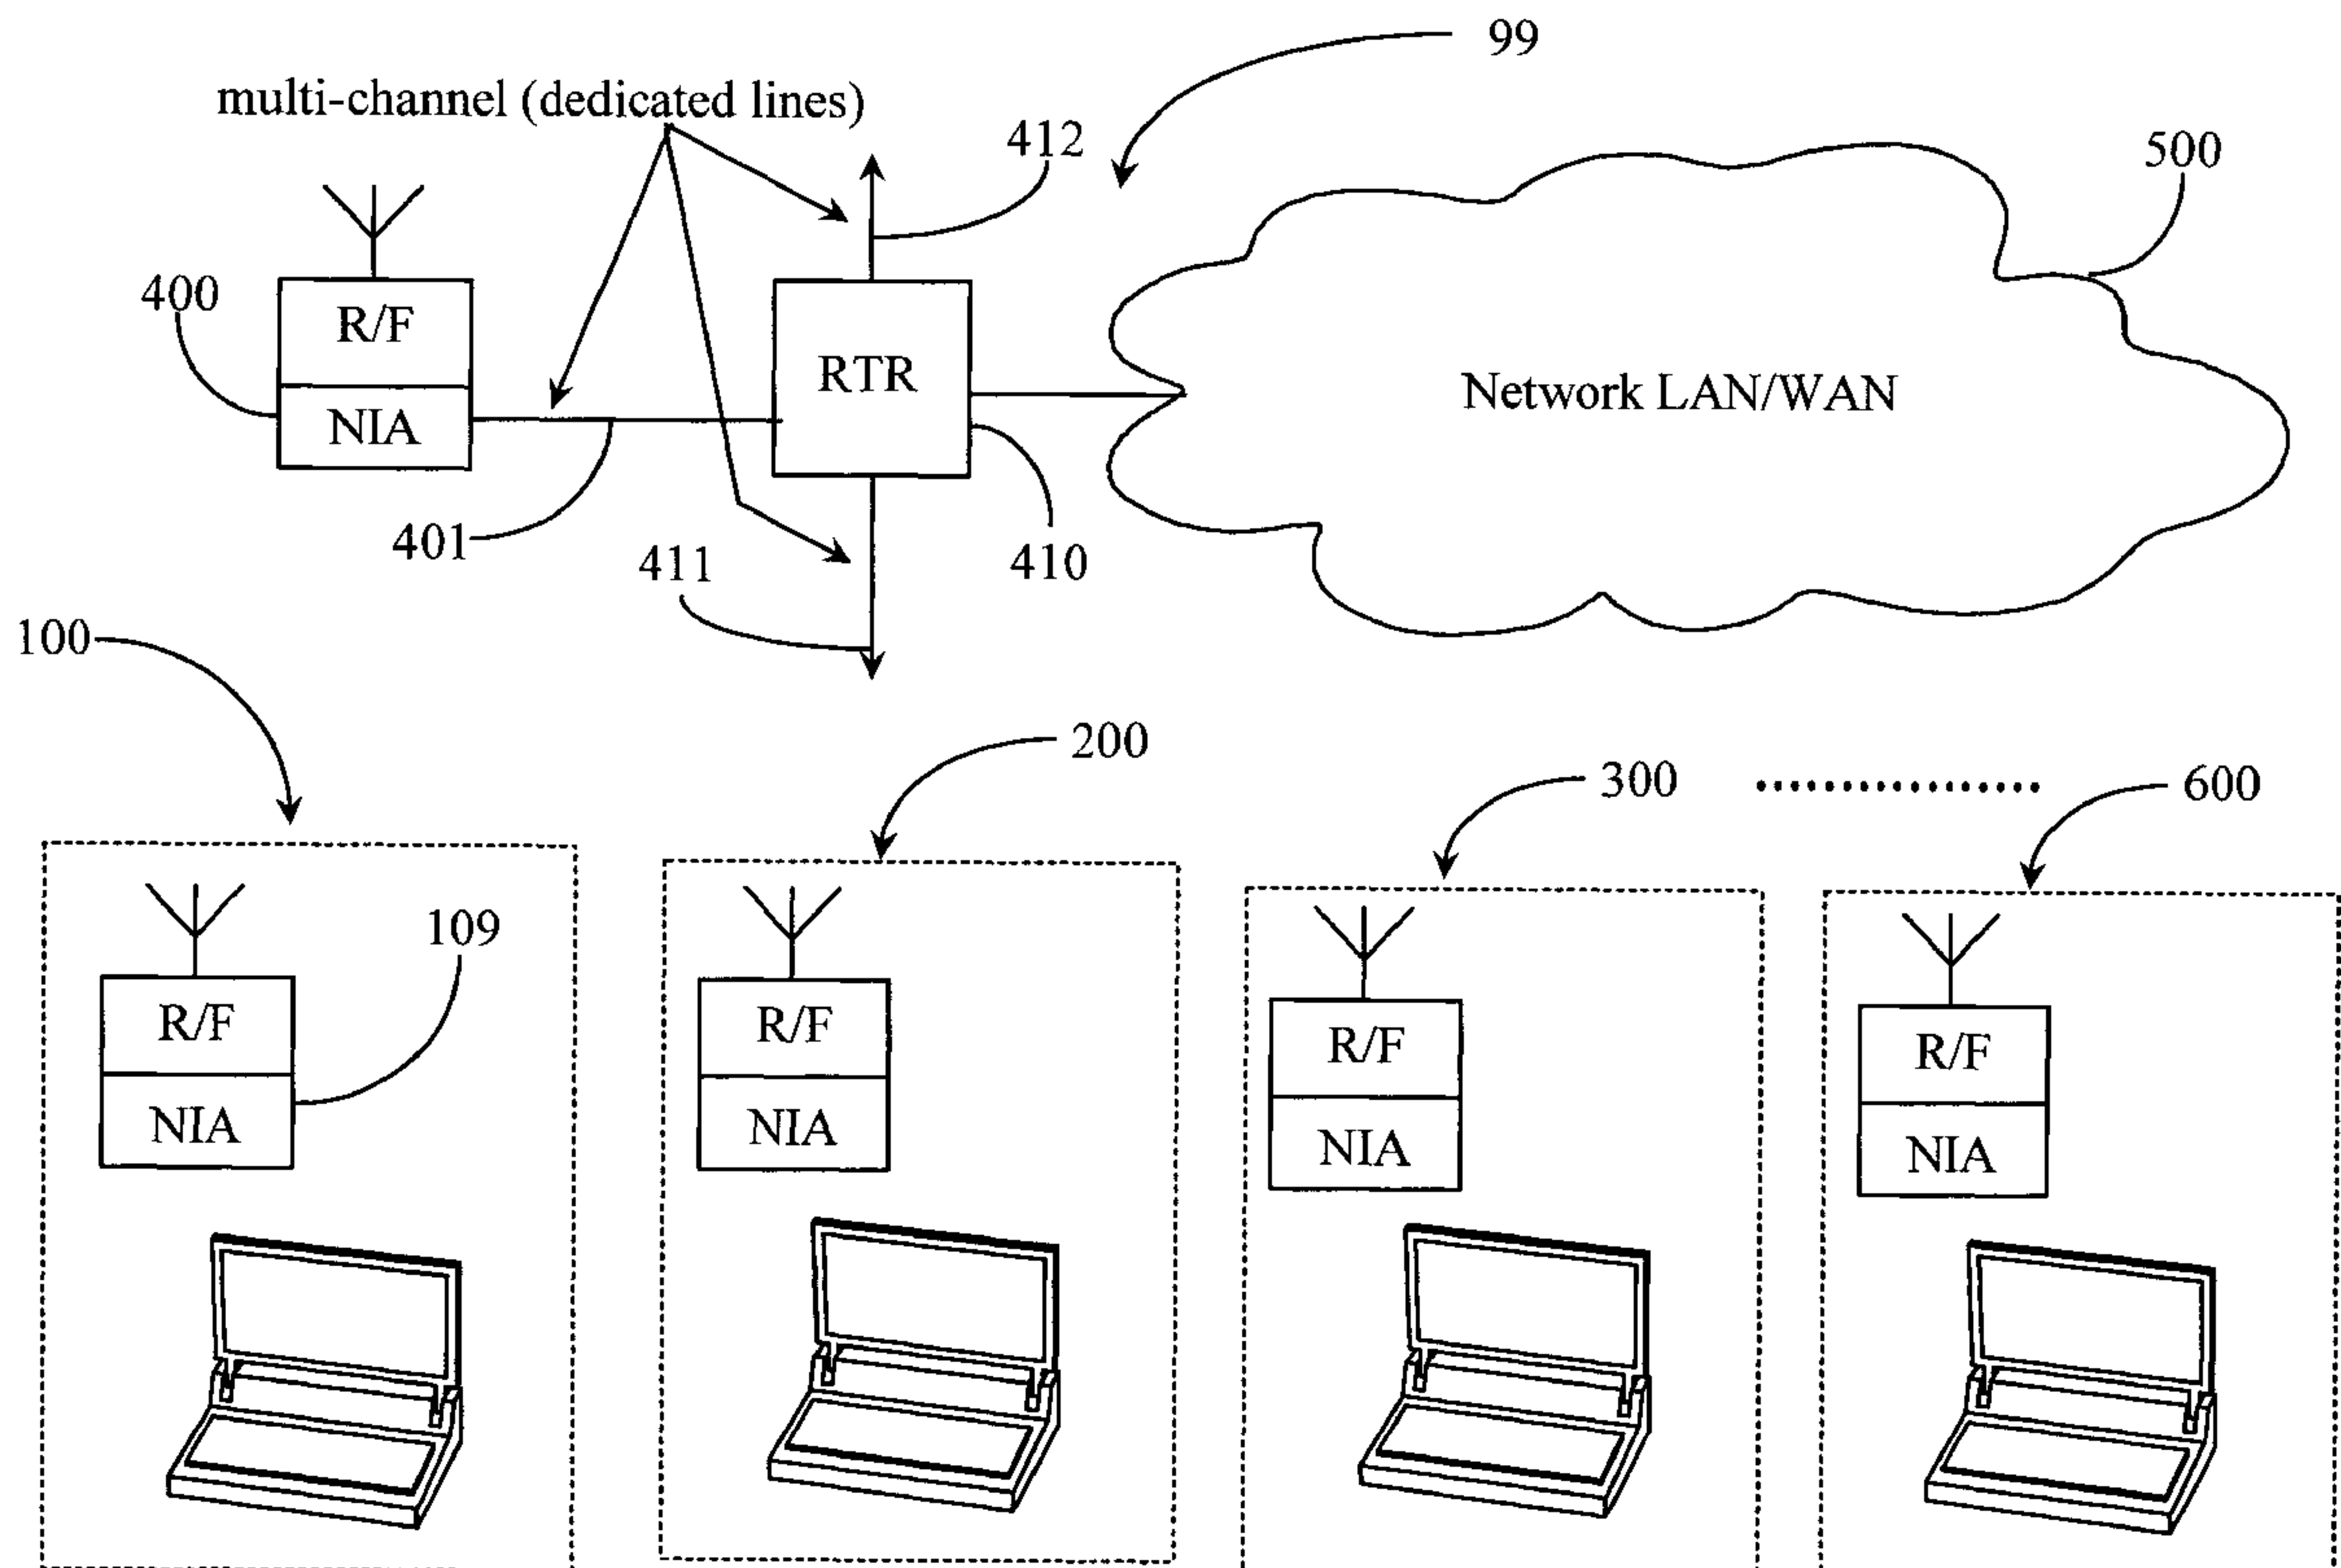 99
multi-channel (dedicated lines)
412
500
400
R/F
RTR
Network LAN/WAN
NIA
401
411
410
100
200
300
600
109
R/F
NIA
R/F
NIA
R/F
NIA
R/F
NIA